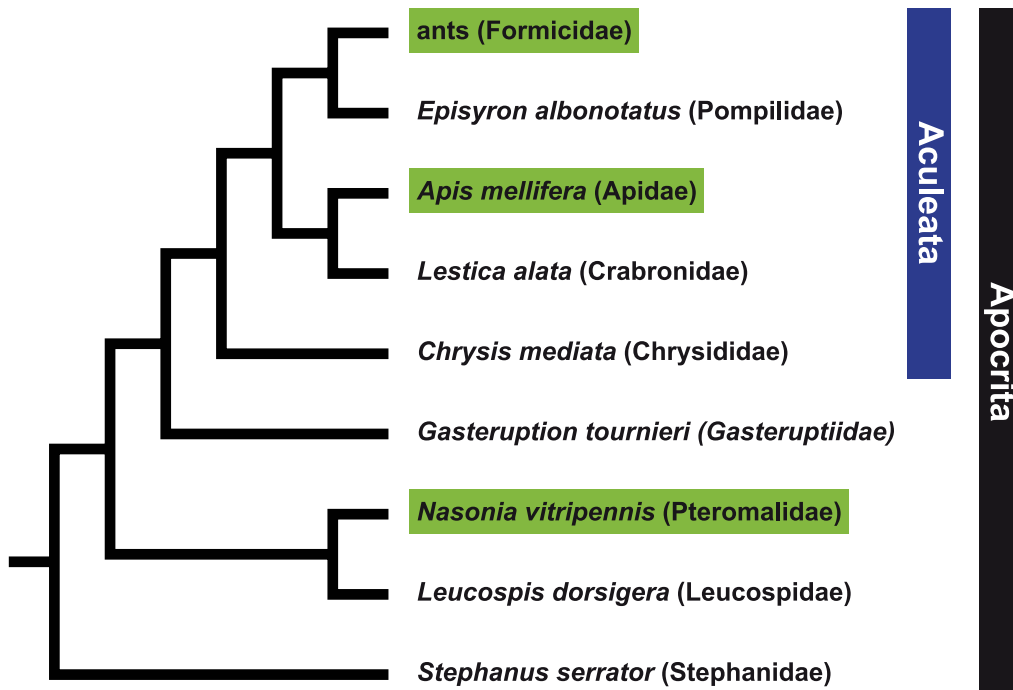 ants (Formicidae)
Episyron albonotatus (Pompilidae)
Apis mellifera (Apidae)
Lestica alata (Crabronidae)
Chrysis mediata (Chrysididae)
Gasteruption tournieri (Gasteruptiidae)
Nasonia vitripennis (Pteromalidae)
Leucospis dorsigera (Leucospidae)
Stephanus serrator (Stephanidae)
Aculeata
Apocrita